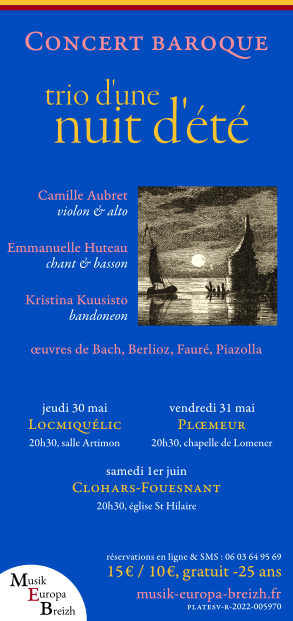 Concert baroque
trio d'une
nuit d'été
Camille Aubret
violon & alto
Emmanuelle Huteau
chant & basson
Kristina Kuusisto
bandoneon
œuvres de Bach, Berlioz, Fauré, Piazolla
jeudi 30 mai
Locmiquélic
20h30, salle Artimon
vendredi 31 mai
Plœmeur
20h30, chapelle de Lomener
samedi 1er juin
Clohars-Fouesnant
20h30, église St Hilaire
réservations en ligne & SMS : 06 03 64 95 69
15 € / 10 €, gratuit -25 ans
musik-europa-breizh.fr
platesv-r-2022-005970
Musik
Europa
Breizh